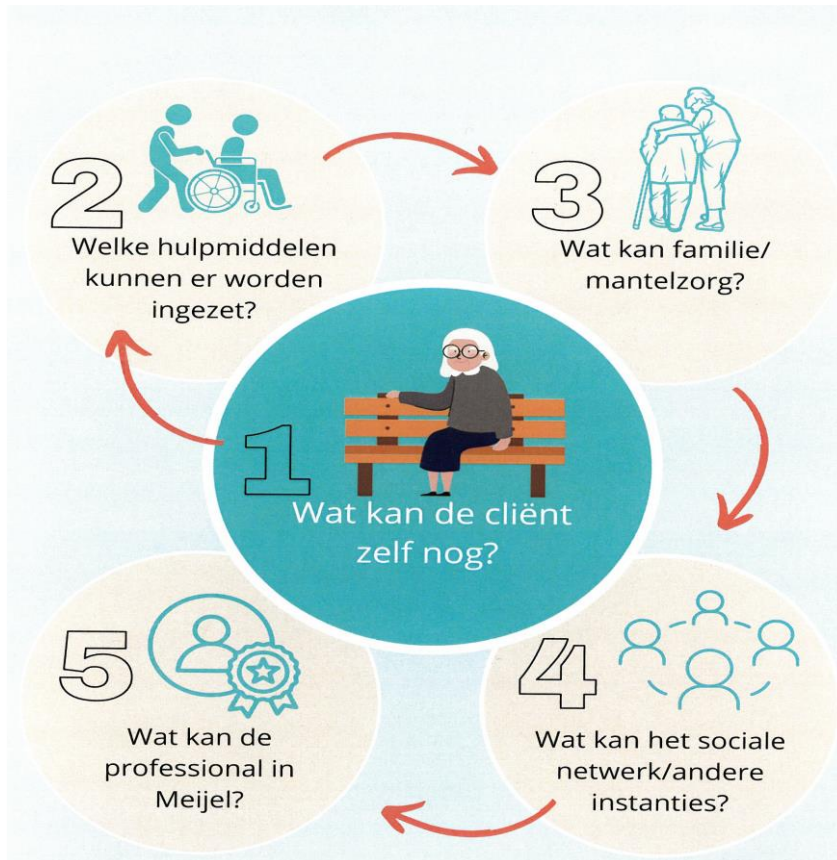 1
Wat kan de cliënt
zelf nog?
2
Welke hulpmiddelen
kunnen er worden
ingezet?
3
Wat kan familie/
mantelzorg?
4
Wat kan het sociale
netwerk/andere
instanties?
5
Wat kan de
professional in
Meijel?